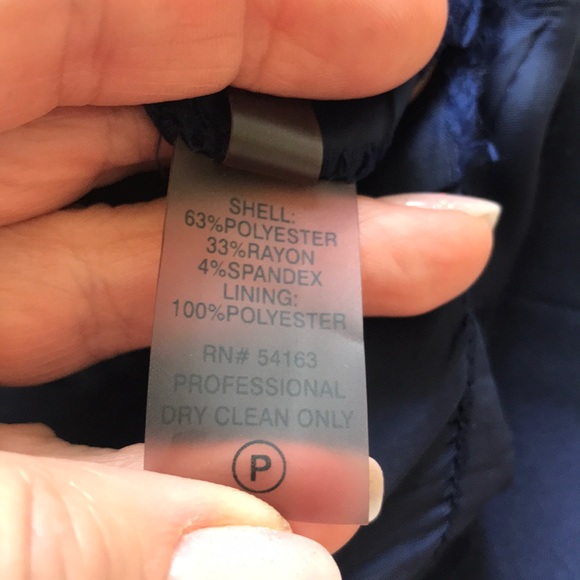 SHELL:
63%POLYESTER
33%RAYON
4%SPANDEX
LINING:
100%POLYESTER
RN# 54163
PROFESSIONAL
DRY CLEAN ONLY
P